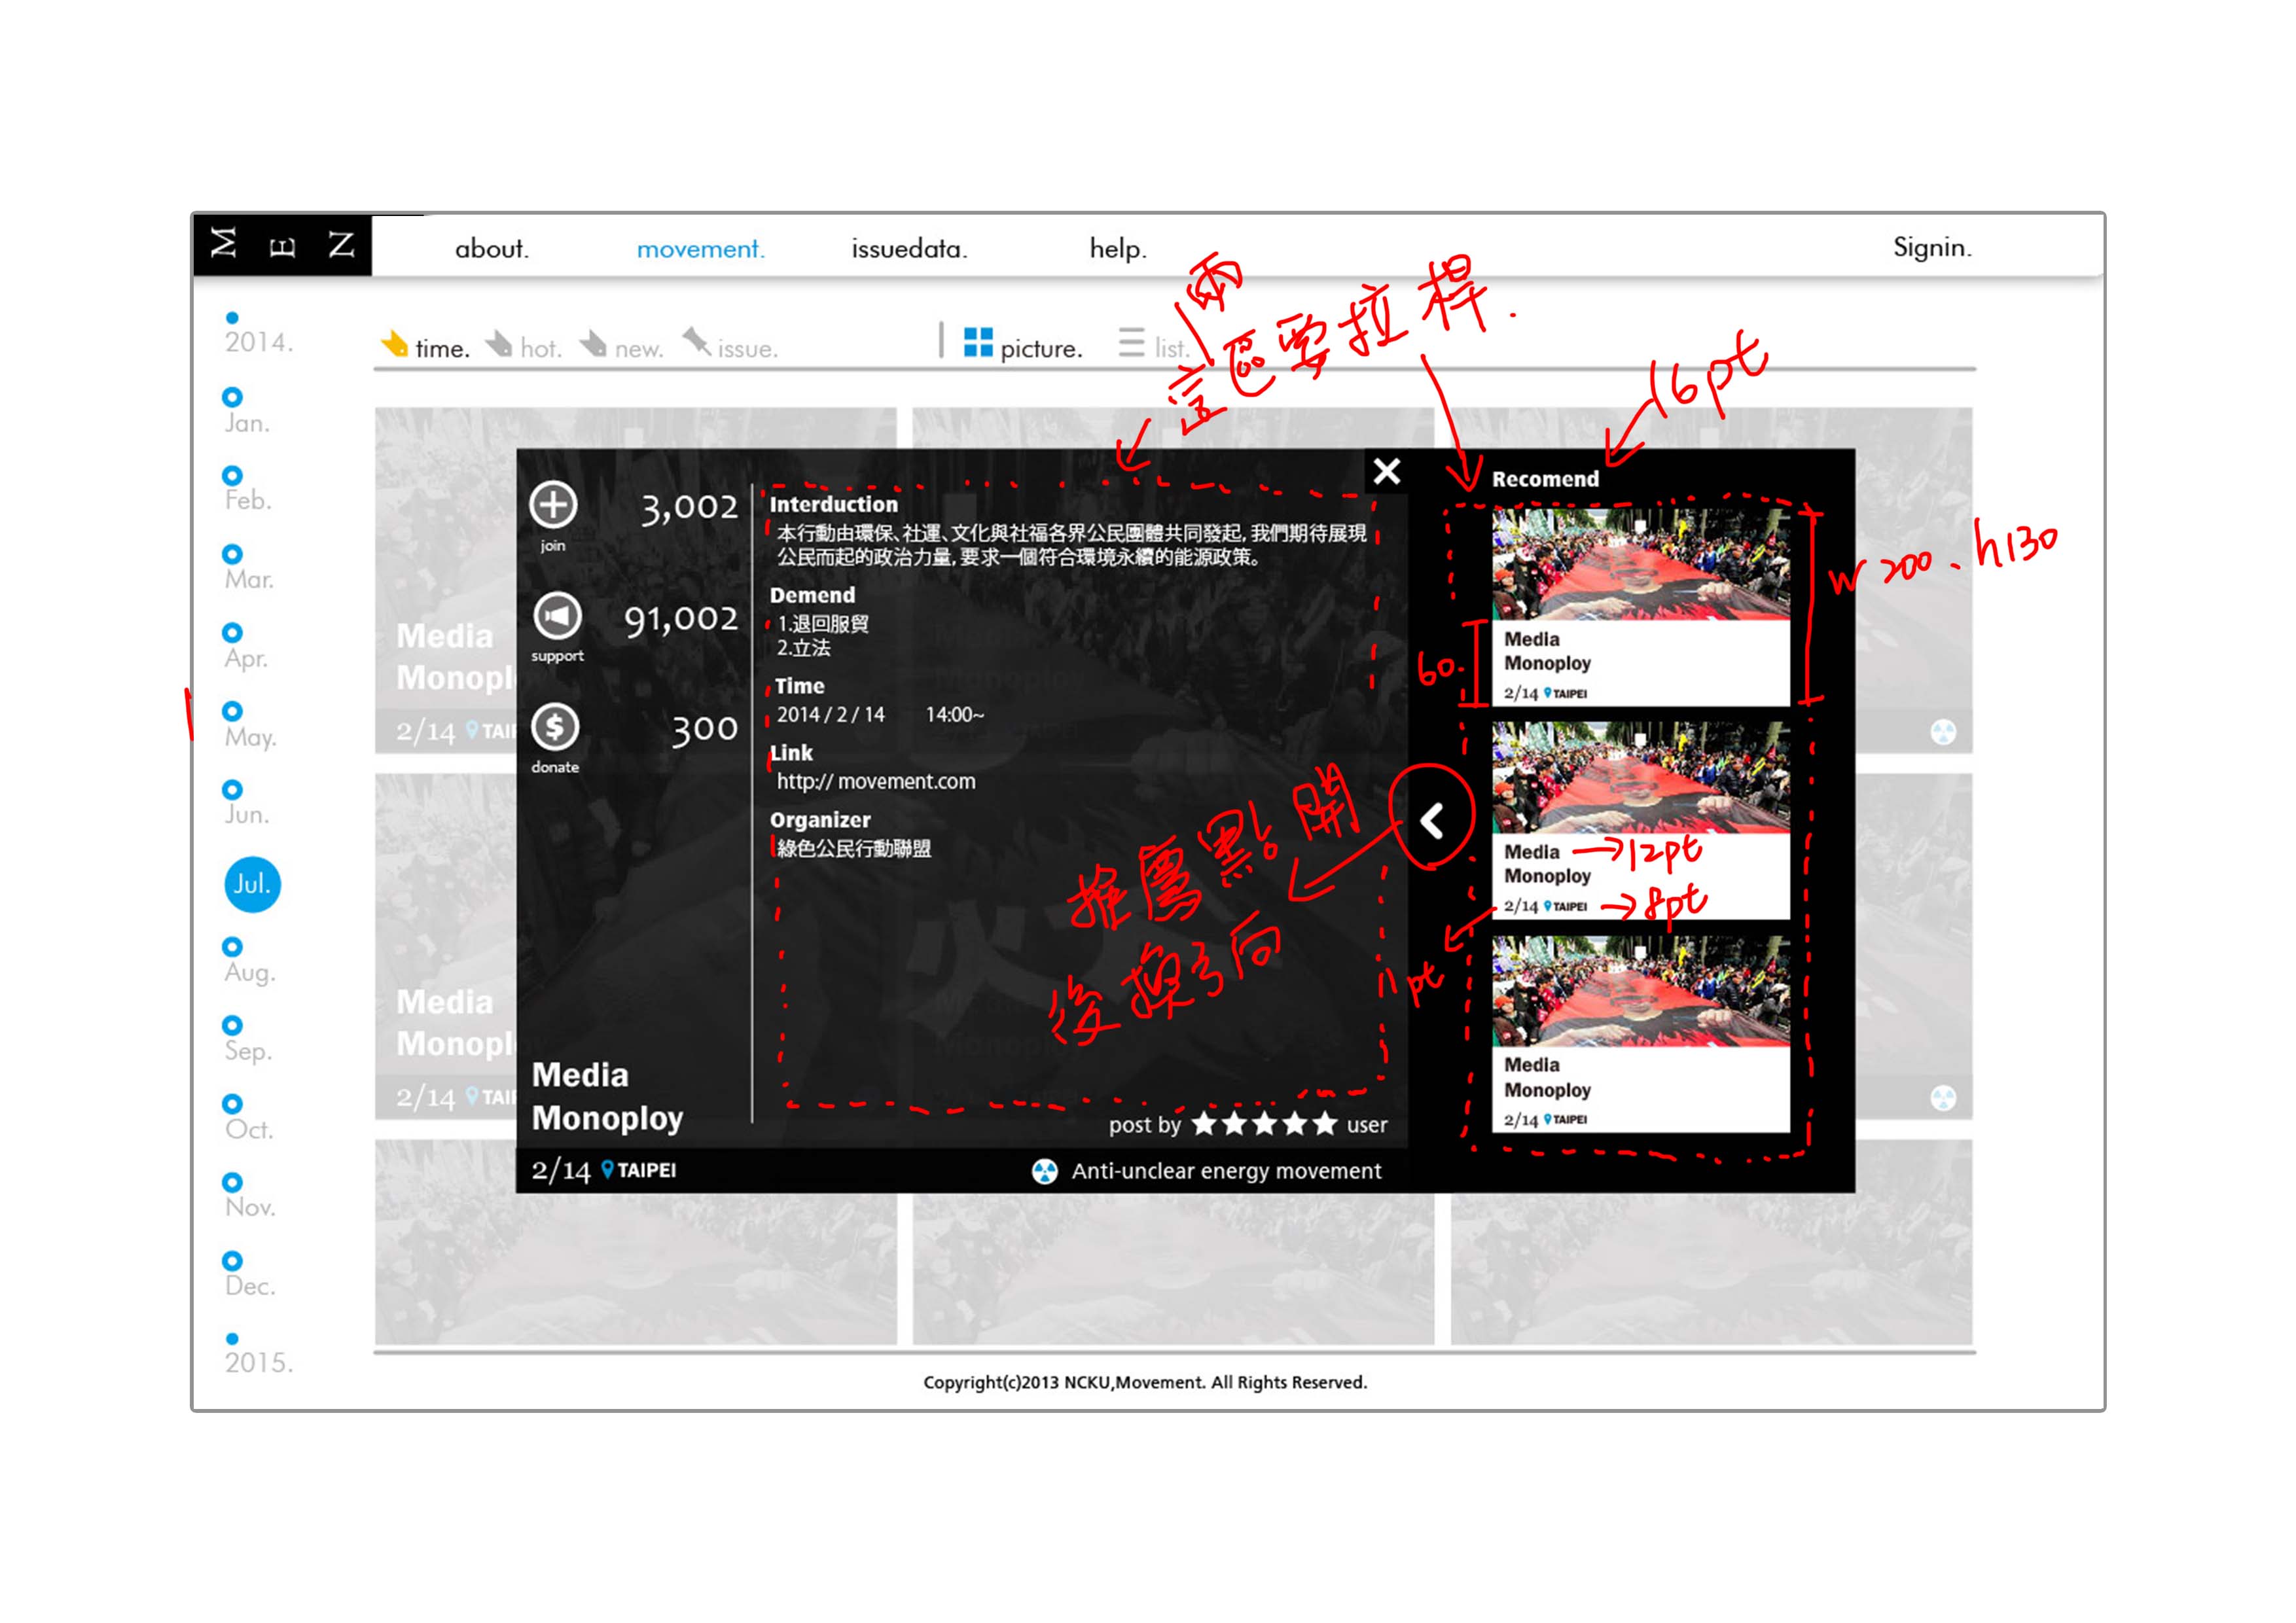 M E N
about.
movement.
issuedata.
help.
Signin.
2014.
Jan.
Feb.
Mar.
Apr.
May.
Jun.
Jul.
Aug.
Sep.
Oct.
Nov.
Dec.
2015.
time. hot. new. issue.
picture. list.
兩
這區要拉桿.
16pt
Media
Monopl
2/14 TAIP
Media
Monopl
2/14 TAIP
join
3,002
support
91,002
donate
300
Media
Monoploy
2/14 TAIPEI
Interduction
本行動由環保、社運、文化與社福各界公民團體共同發起,我們期待展現
公民而起的政治力量,要求一個符合環境永續的能源政策。
Demend
1.退回服貿
2.立法
Time
2014 / 2 / 14 14:00~
Link
http:// movement.com
Organizer
綠色公民行動聯盟
推薦點開
後換方向
post by ★★★★★ user
Anti-unclear energy movement
Recomend
w200、h130
60.
Media
Monoploy
2/14 TAIPEI
Media →12pt
Monoploy
2/14 TAIPEI →8pt
11pt
Media
Monoploy
2/14 TAIPEI
Copyright(c)2013 NCKU,Movement. All Rights Reserved.